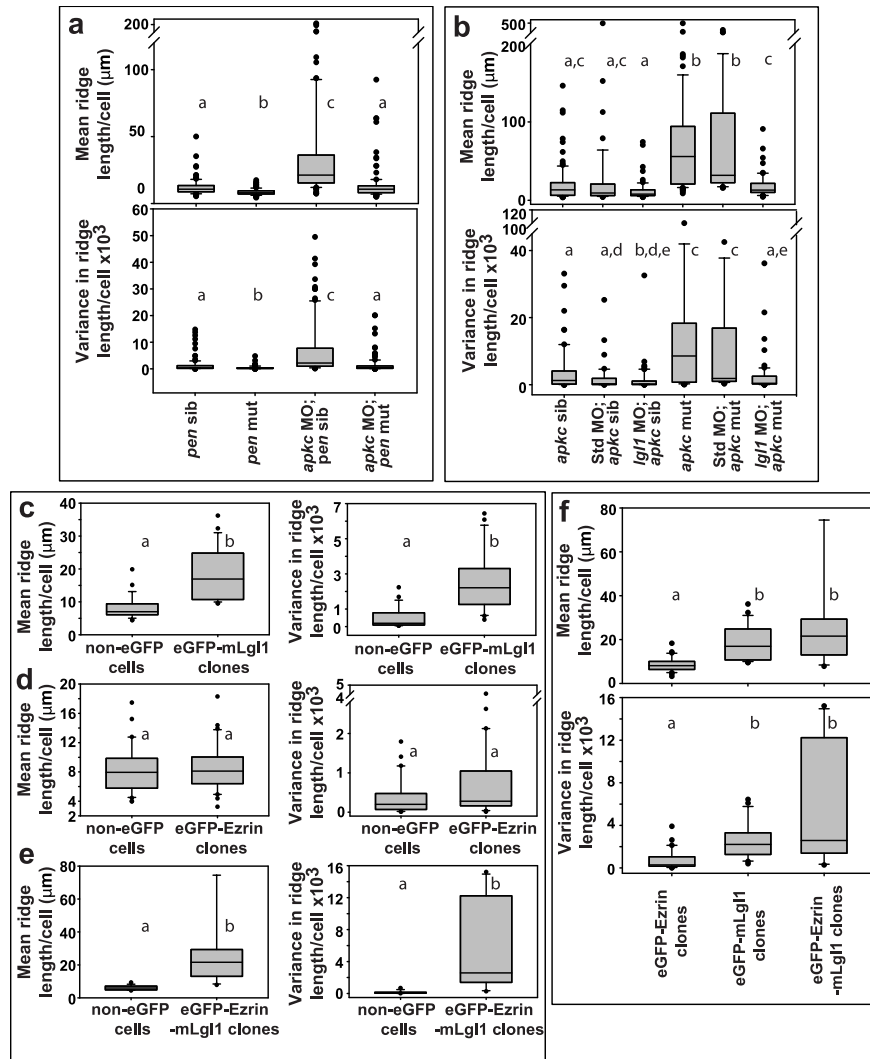 a
Mean ridge
length/cell (µm)
200
100
50
0
a
b
c
a
Variance in ridge
length/cell x10³
60
50
40
30
20
10
0
a
b
c
a
pen sib
pen mut
apkc MO;
pen sib
apkc MO;
pen mut
b
Mean ridge
length/cell (µm)
500
200
100
0
a,c
a,c
a
b
b
c
Variance in ridge
length/cell x10³
120
100
40
20
0
a
a,d
b,d,e
c
c
a,e
apkc sib
Std MO;
apkc sib
lgl1 MO;
apkc sib
apkc mut
Std MO;
apkc mut
lgl1 MO;
apkc mut
c
Mean ridge
length/cell (µm)
40
30
20
10
0
a
b
non-eGFP
cells
eGFP-mLgl1
clones
Variance in ridge
length/cell x10³
7
6
4
3
2
1
0
a
b
non-eGFP
cells
eGFP-mLgl1
clones
d
Mean ridge
length/cell (µm)
20
16
12
8
4
2
a
a
non-eGFP
cells
eGFP-Ezrin
clones
Variance in ridge
length/cell x10³
5
4
2
1
0
a
a
non-eGFP
cells
eGFP-Ezrin
clones
e
Mean ridge
length/cell (µm)
80
60
40
20
0
a
b
non-eGFP
cells
eGFP-Ezrin
-mLgl1 clones
Variance in ridge
length/cell x10³
16
12
8
4
0
a
b
non-eGFP
cells
eGFP-Ezrin
-mLgl1 clones
f
Mean ridge
length/cell (µm)
80
60
40
20
0
a
b
b
Variance in ridge
length/cell x10³
16
12
8
4
0
a
b
b
eGFP-Ezrin
clones
eGFP-mLgl1
clones
eGFP-Ezrin
-mLgl1 clones